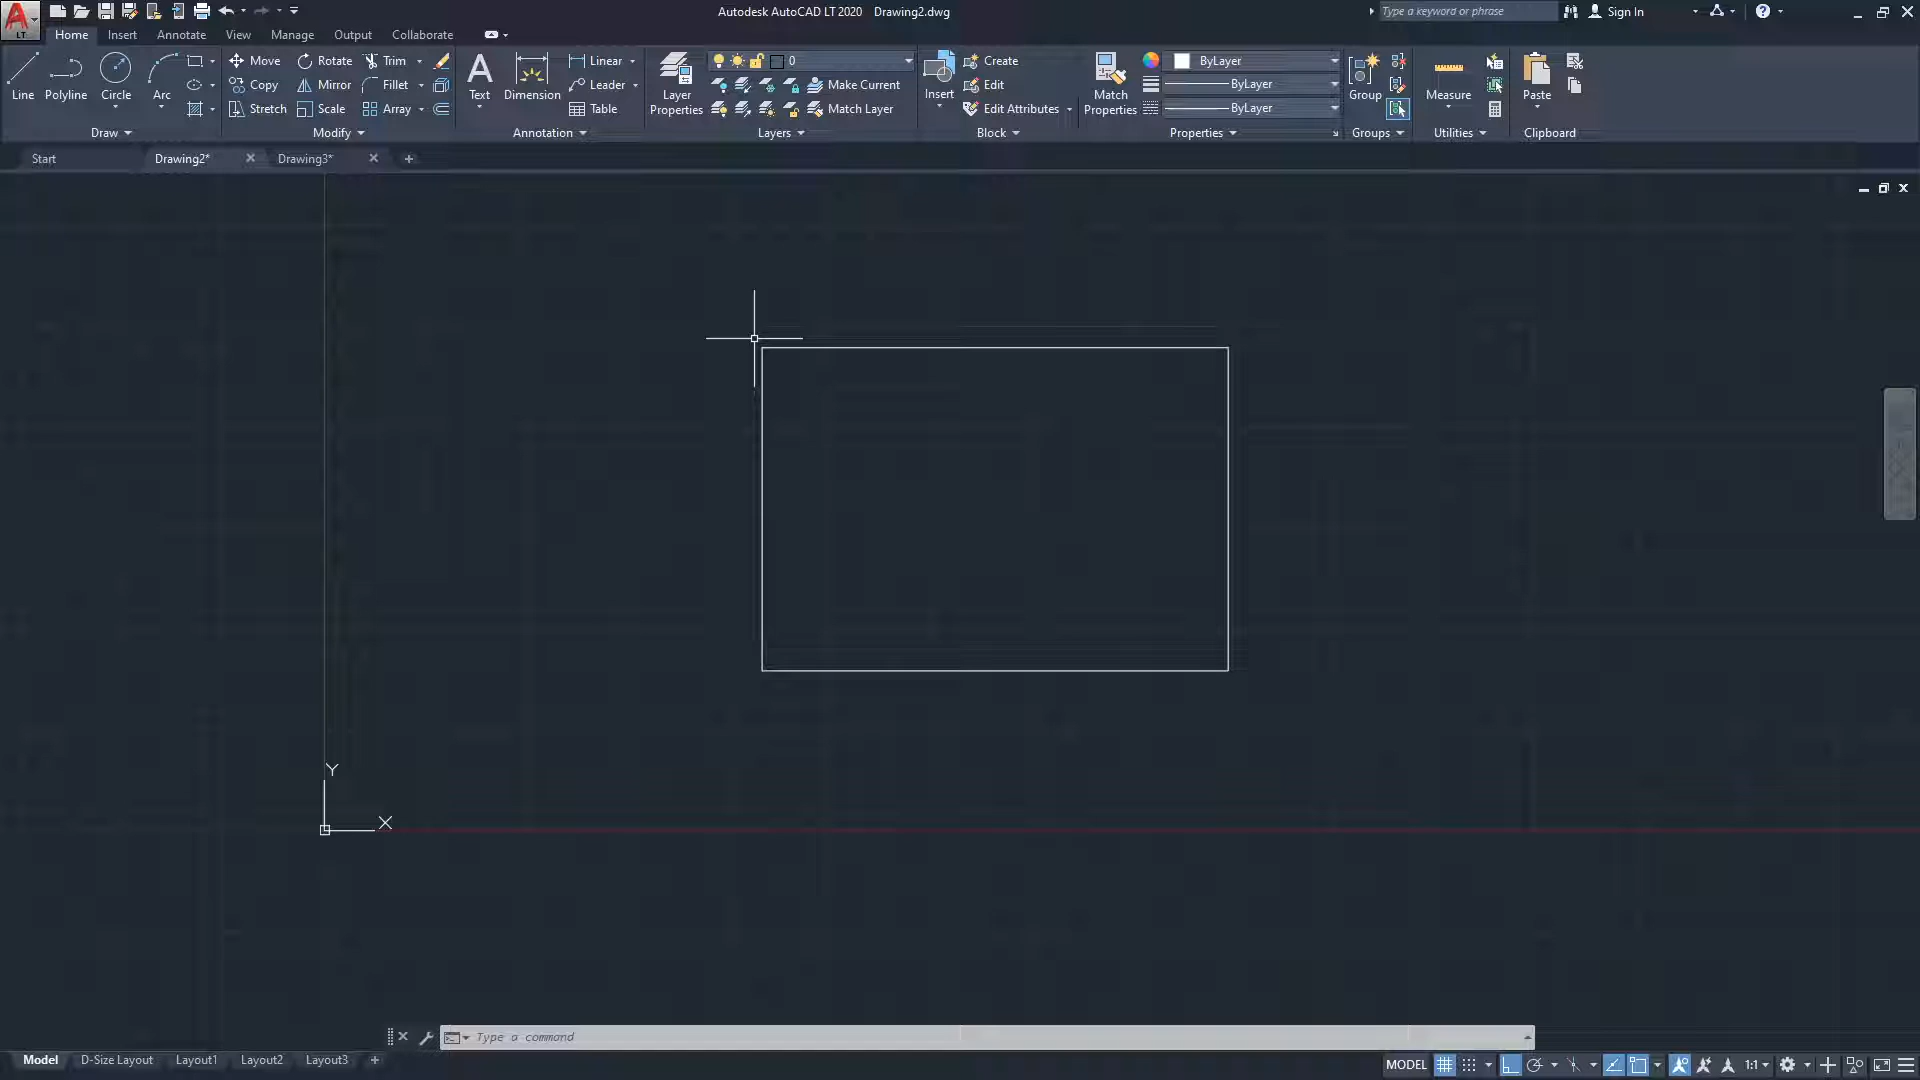 LT
Autodesk AutoCAD LT 2020 Drawing2.dwg
Type a keyword or phrase
Sign In
Home Insert Annotate View Manage Output Collaborate
Line Polyline Circle Arc
Move Rotate Trim
Copy Mirror Fillet
Stretch Scale Array
Text Dimension
Linear
Leader
Table
Layer Properties
0
Make Current
Match Layer
Insert
Create
Edit
Edit Attributes
Match Properties
ByLayer
ByLayer
ByLayer
Group
Measure
Paste
Draw Modify Annotation Layers Block Properties Groups Utilities Clipboard
Start Drawing2* Drawing3*
Y
X
Type a command
Model D-Size Layout Layout1 Layout2 Layout3
MODEL 1:1